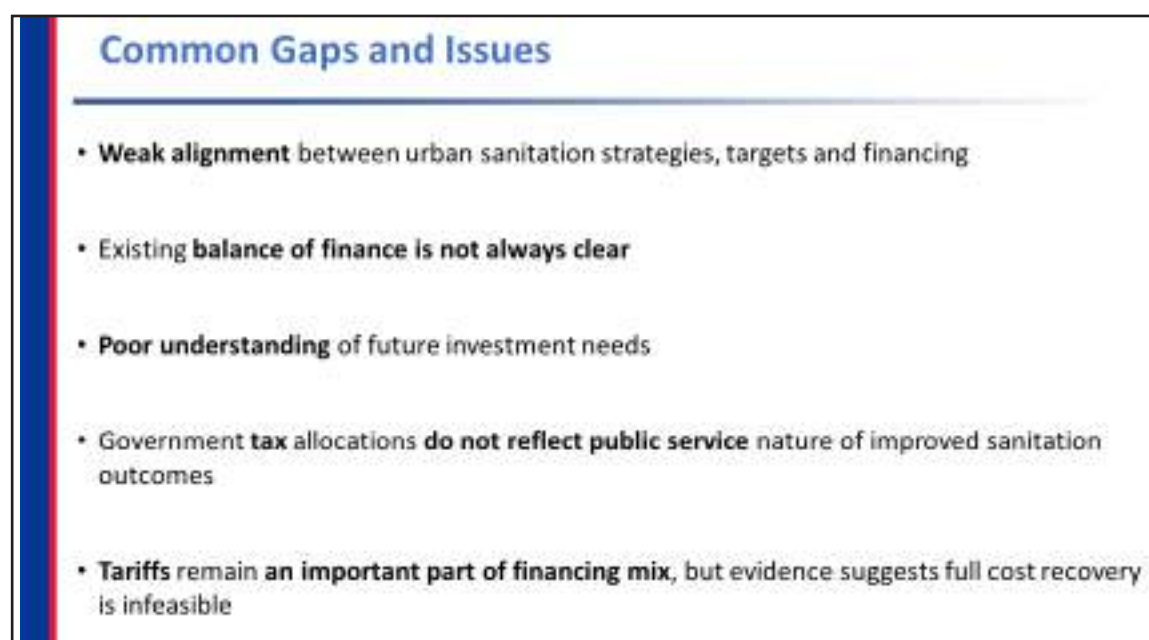 Common Gaps and Issues
• Weak alignment between urban sanitation strategies, targets and financing
• Existing balance of finance is not always clear
• Poor understanding of future investment needs
• Government tax allocations do not reflect public service nature of improved sanitation
outcomes
• Tariffs remain an important part of financing mix, but evidence suggests full cost recovery
is infeasible